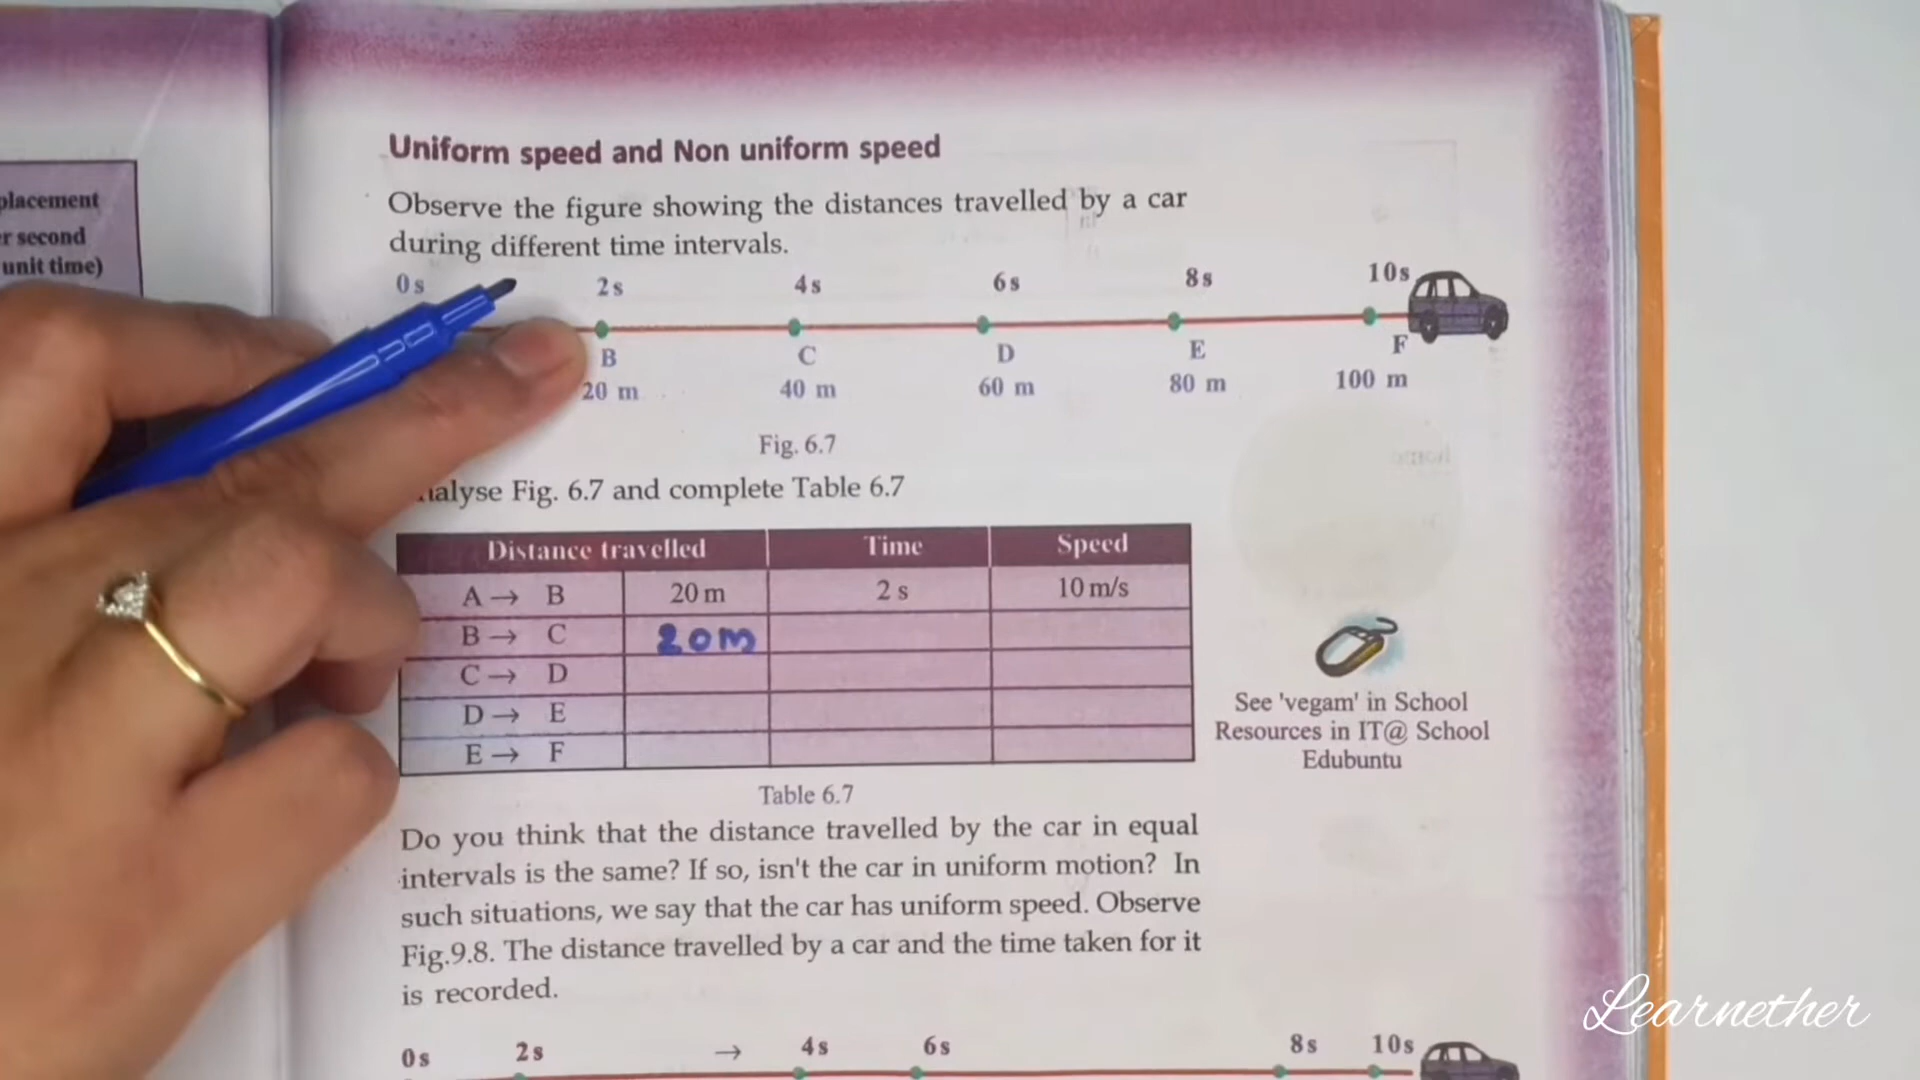 placement
r second
unit time)
Uniform speed and Non uniform speed
Observe the figure showing the distances travelled by a car
during different time intervals.
0 s 2 s 4 s 6 s 8 s 10s
B C D E F
20 m 40 m 60 m 80 m 100 m
Fig. 6.7
nalyse Fig. 6.7 and complete Table 6.7
Distance travelled Time Speed
A → B 20 m 2 s 10 m/s
B → C 20m
C → D
D → E
E → F
Table 6.7
See 'vegam' in School
Resources in IT@ School
Edubuntu
Do you think that the distance travelled by the car in equal
intervals is the same? If so, isn't the car in uniform motion? In
such situations, we say that the car has uniform speed. Observe
Fig.9.8. The distance travelled by a car and the time taken for it
is recorded.
0 s 2 s → 4 s 6 s 8 s 10s
Learnether